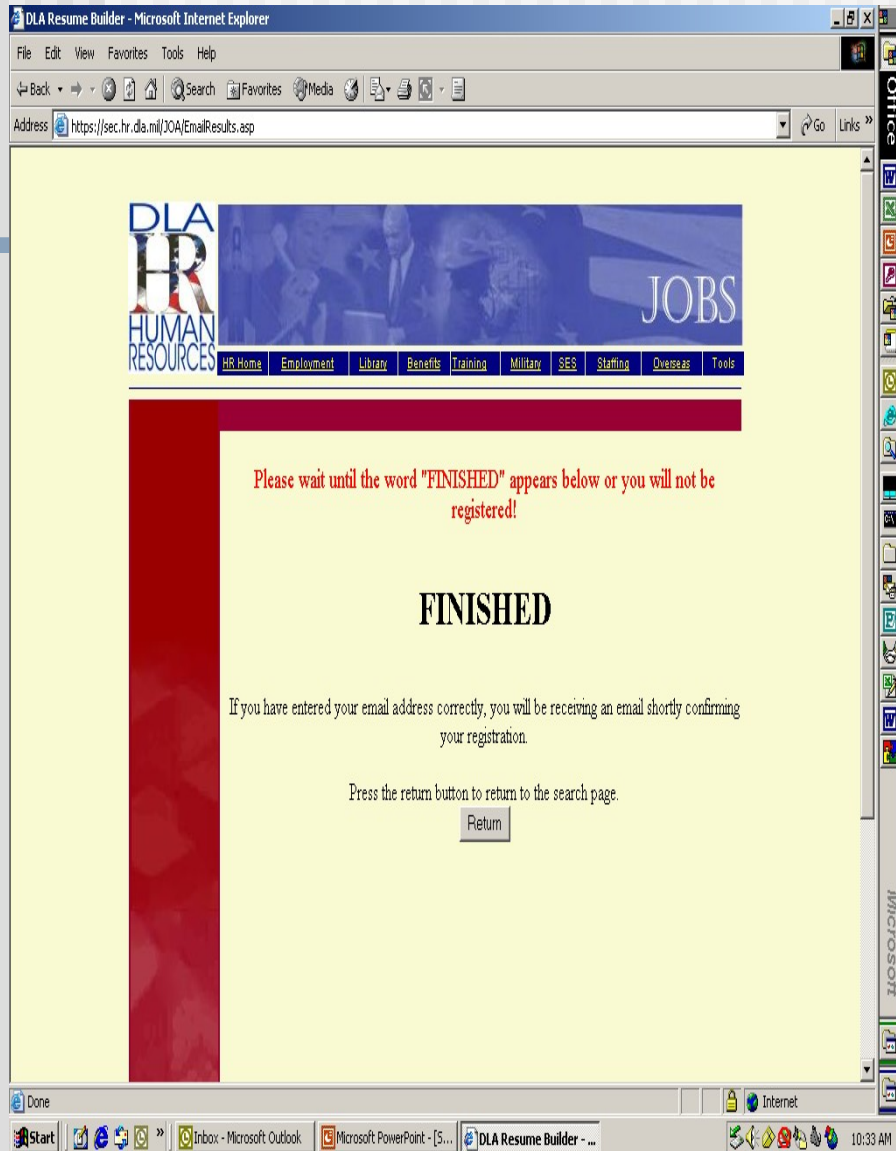 DLA Resume Builder - Microsoft Internet Explorer
File Edit View Favorites Tools Help
Back Search Favorites Media
Address https://sec.hr.dla.mil/JOA/EmailResults.asp Go Links »
Office
DLA
HR
HUMAN
RESOURCES
JOBS
HR Home Employment Library Benefits Training Military SES Staffing Overseas Tools
Please wait until the word "FINISHED" appears below or you will not be
registered!
FINISHED
If you have entered your email address correctly, you will be receiving an email shortly confirming
your registration.
Press the return button to return to the search page.
Return
Microsoft
Done Internet
Start » Inbox - Microsoft Outlook Microsoft PowerPoint - [S... DLA Resume Builder - ... 10:33 AM